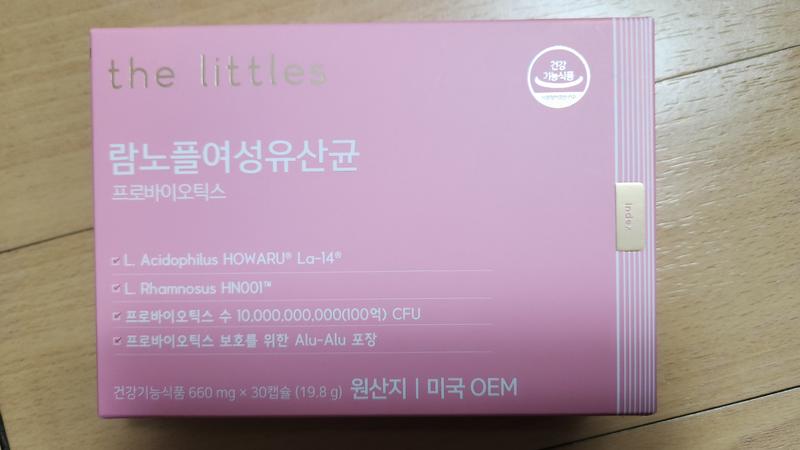 the littles
건강
기능식품
람노플여성유산균
프로바이오틱스
index
L. Acidophilus HOWARU® La-14®
L. Rhamnosus HN001™
프로바이오틱스 수 10,000,000,000(100억) CFU
프로바이오틱스 보호를 위한 Alu-Alu 포장
건강기능식품 660 mg × 30캡슐 (19.8 g) 원산지 | 미국 OEM